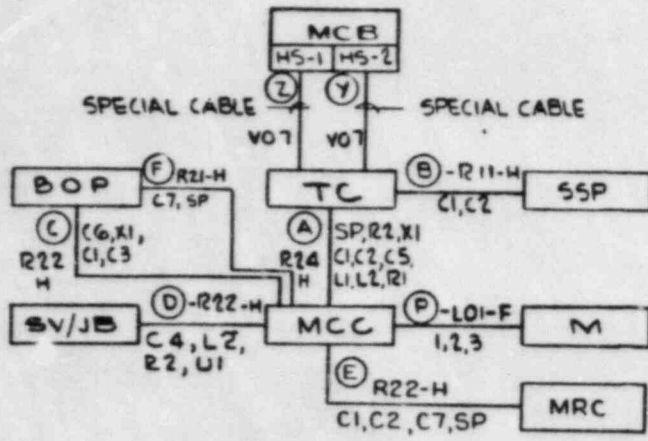 MCB
HS-1 HS-2
Z Y
SPECIAL CABLE SPECIAL CABLE
V07 V07
F R21-H
B O P
C7, SP
TC
B -R11-H
SSP
C1, C2
C
R22
H
C6, X1,
C1, C3
A
R24
H
SP, R2, X1
C1, C2, C5,
L1, L2, R1
SV/JB
D -R22-H
C4, L2,
R2, U1
MCC
P -L01-F
M
1,2,3
E
R22-H
C1, C2, C7, SP
MRC